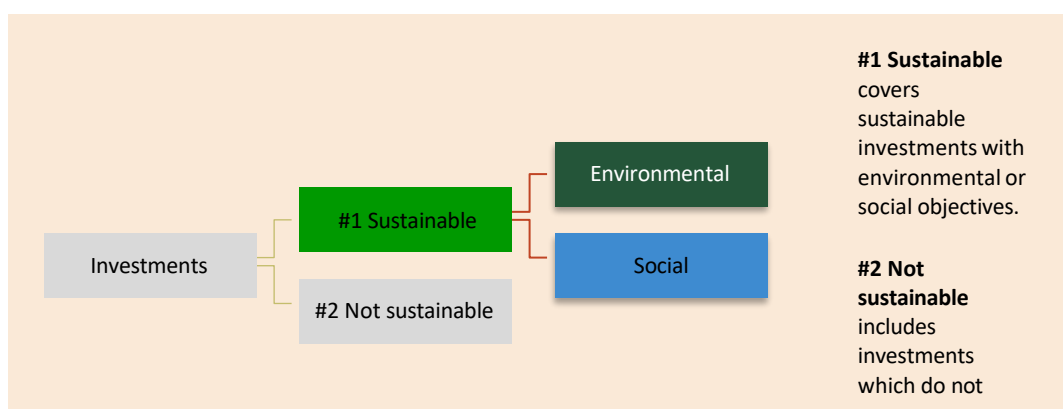 Investments
#1 Sustainable
#2 Not sustainable
Environmental
Social
#1 Sustainable
covers
sustainable
investments with
environmental or
social objectives.
#2 Not
sustainable
includes
investments
which do not